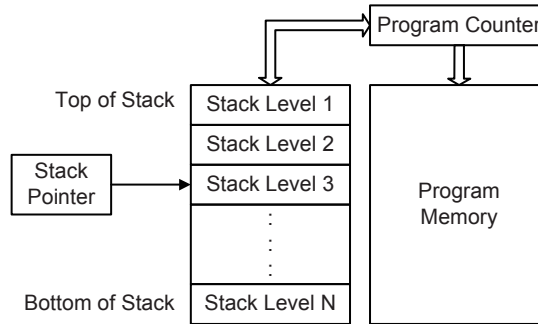 Program Counter
Top of Stack
Stack Level 1
Stack Level 2
Stack
Pointer
Stack Level 3
Program
Memory
Bottom of Stack
Stack Level N